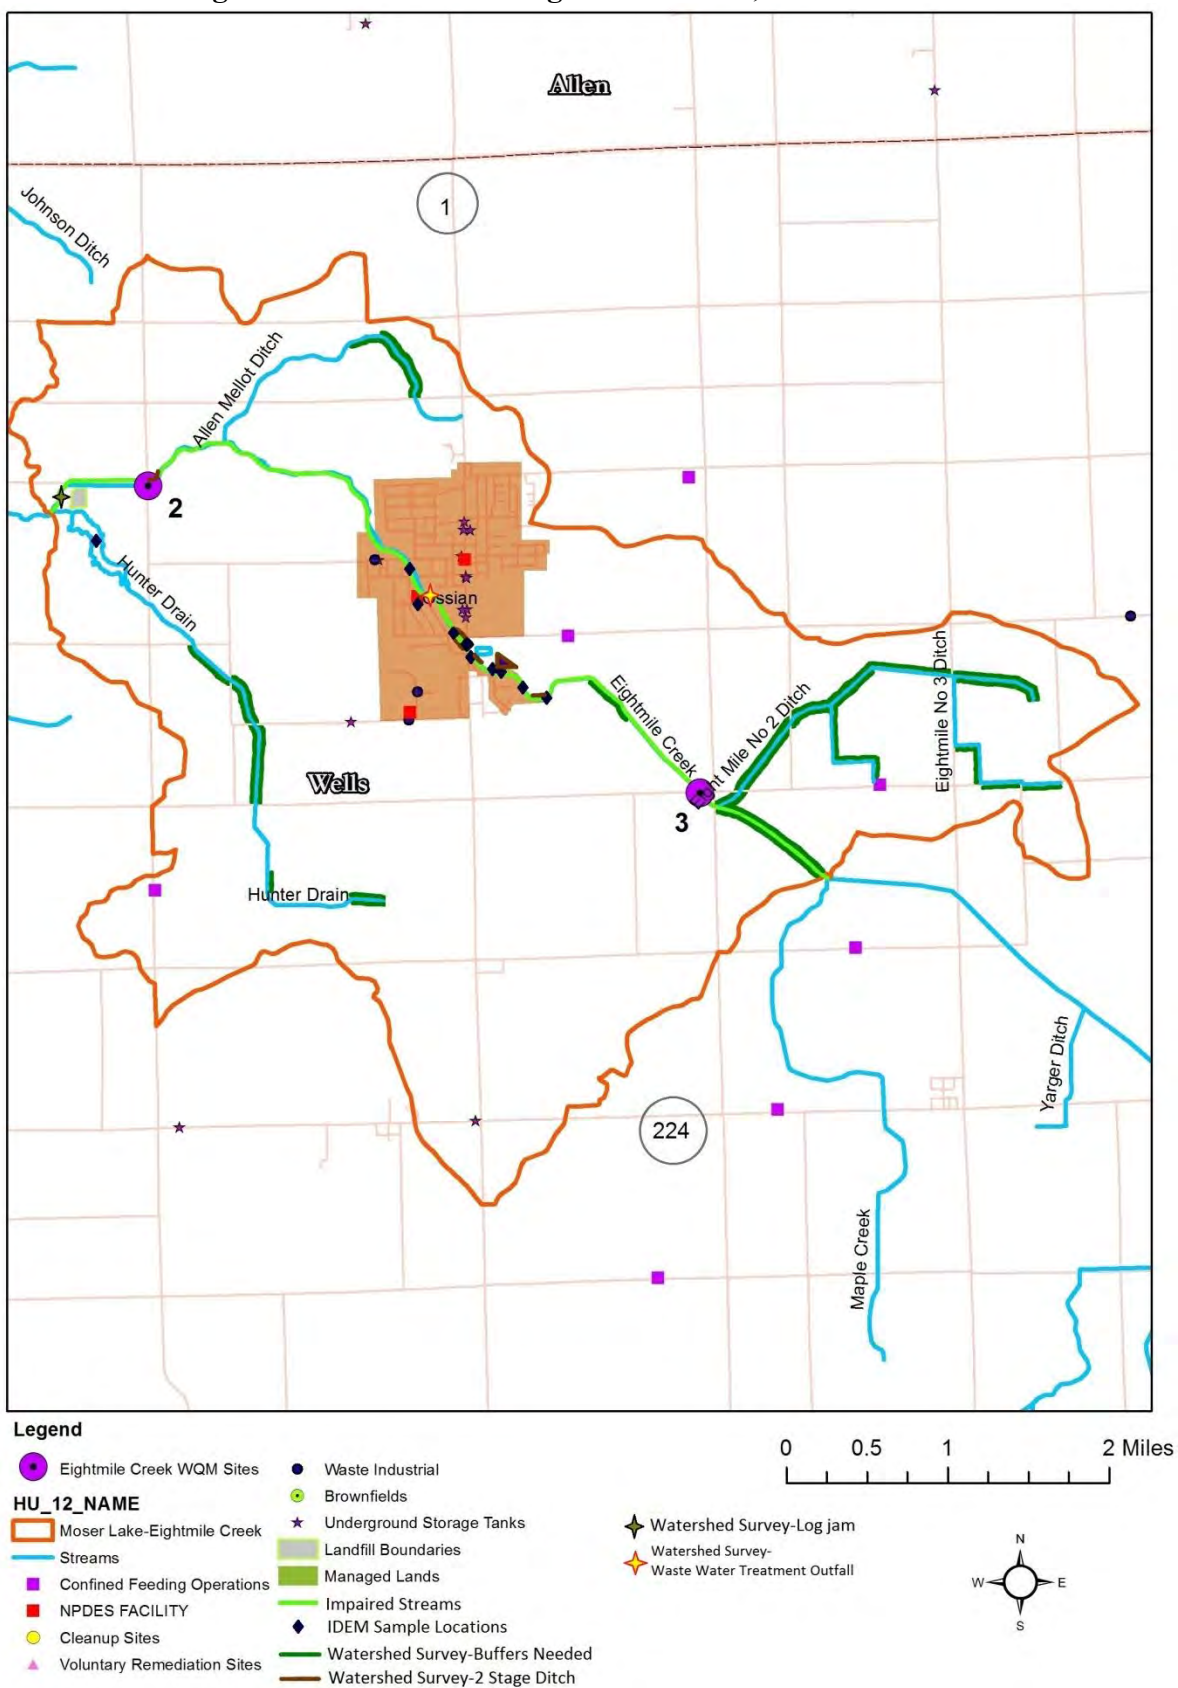 Allen
Johnson Ditch
1
Allen Mellot Ditch
2
Hunter Drain
ssian
Eightmile Creek
Mile No 2 Ditch
Eightmile No 3 Ditch
Wells
3
Hunter Drain
Yarger Ditch
224
Maple Creek
Legend
Eightmile Creek WQM Sites
HU_12_NAME
Moser Lake-Eightmile Creek
Streams
Confined Feeding Operations
NPDES FACILITY
Cleanup Sites
Voluntary Remediation Sites
Waste Industrial
Brownfields
Underground Storage Tanks
Landfill Boundaries
Managed Lands
Impaired Streams
IDEM Sample Locations
Watershed Survey-Buffers Needed
Watershed Survey-2 Stage Ditch
Watershed Survey-Log jam
Watershed Survey-
Waste Water Treatment Outfall
0 0.5 1 2 Miles
N
W E
S